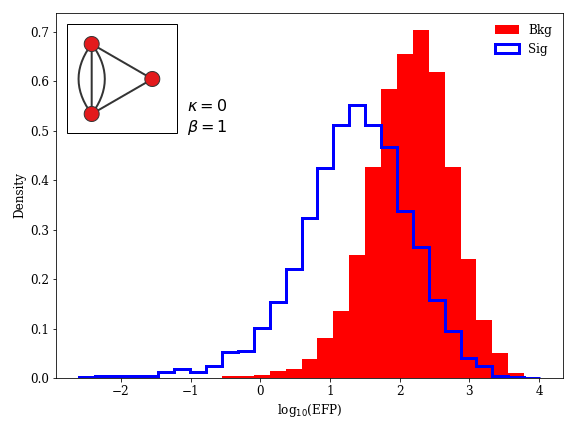 Bkg
Sig
κ = 0
β = 1
0.7
0.6
0.5
0.4
0.3
0.2
0.1
0.0
Density
−2 −1 0 1 2 3 4
log₁₀(EFP)